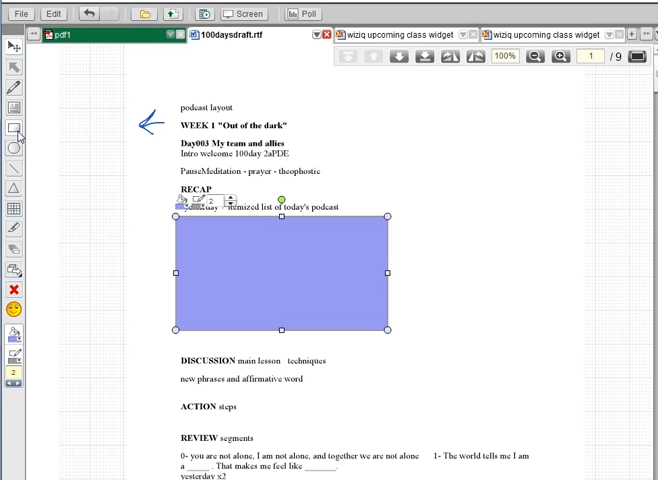 File Edit Screen Poll
<< pdf1 100daysdraft.rtf wiziq upcoming class widget wiziq upcoming class widget + >>
100% 1 / 9
podcast layout
WEEK 1 "Out of the dark"
Day003 My team and allies
Intro welcome 100day 2aPDE
PauseMeditation - prayer - theophostic
RECAP
2
yesterday / itemized list of today's podcast
DISCUSSION main lesson techniques
2
new phrases and affirmative word
ACTION steps
REVIEW segments
0- you are not alone, I am not alone, and together we are not alone 1- The world tells me I am
a _____ . That makes me feel like _______.
yesterday x2